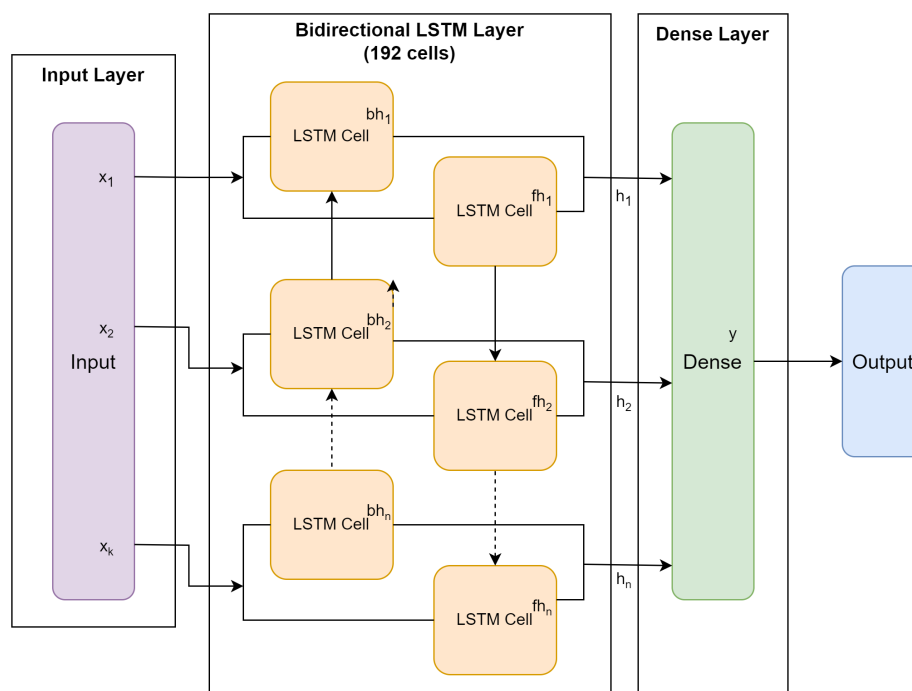 Bidirectional LSTM Layer
(192 cells)
Dense Layer
Input Layer
bh₁
LSTM Cell
x₁
fh₁
LSTM Cell
h₁
x₂
Input
bh₂
LSTM Cell
fh₂
LSTM Cell
h₂
y
Dense
Output
xₖ
bhₙ
LSTM Cell
fhₙ
LSTM Cell
hₙ